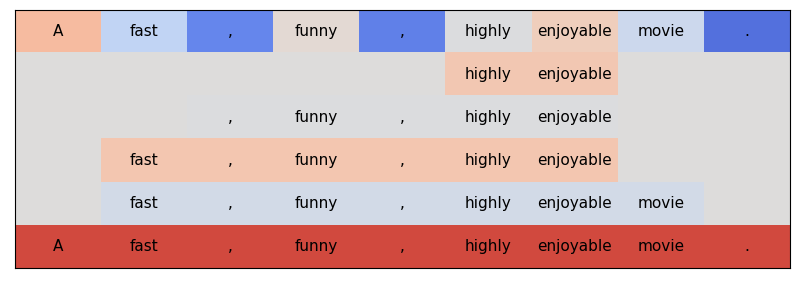 A fast , funny , highly enjoyable movie .
highly enjoyable
, funny , highly enjoyable
fast , funny , highly enjoyable
fast , funny , highly enjoyable movie
A fast , funny , highly enjoyable movie .